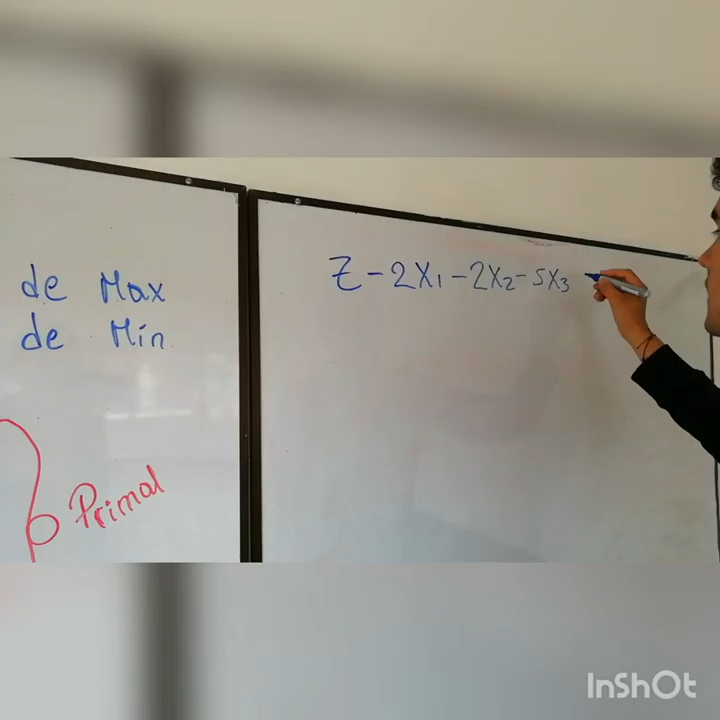 de Max
de Min
Primal
Z - 2X₁ - 2X₂ - 5X₃
InShOt